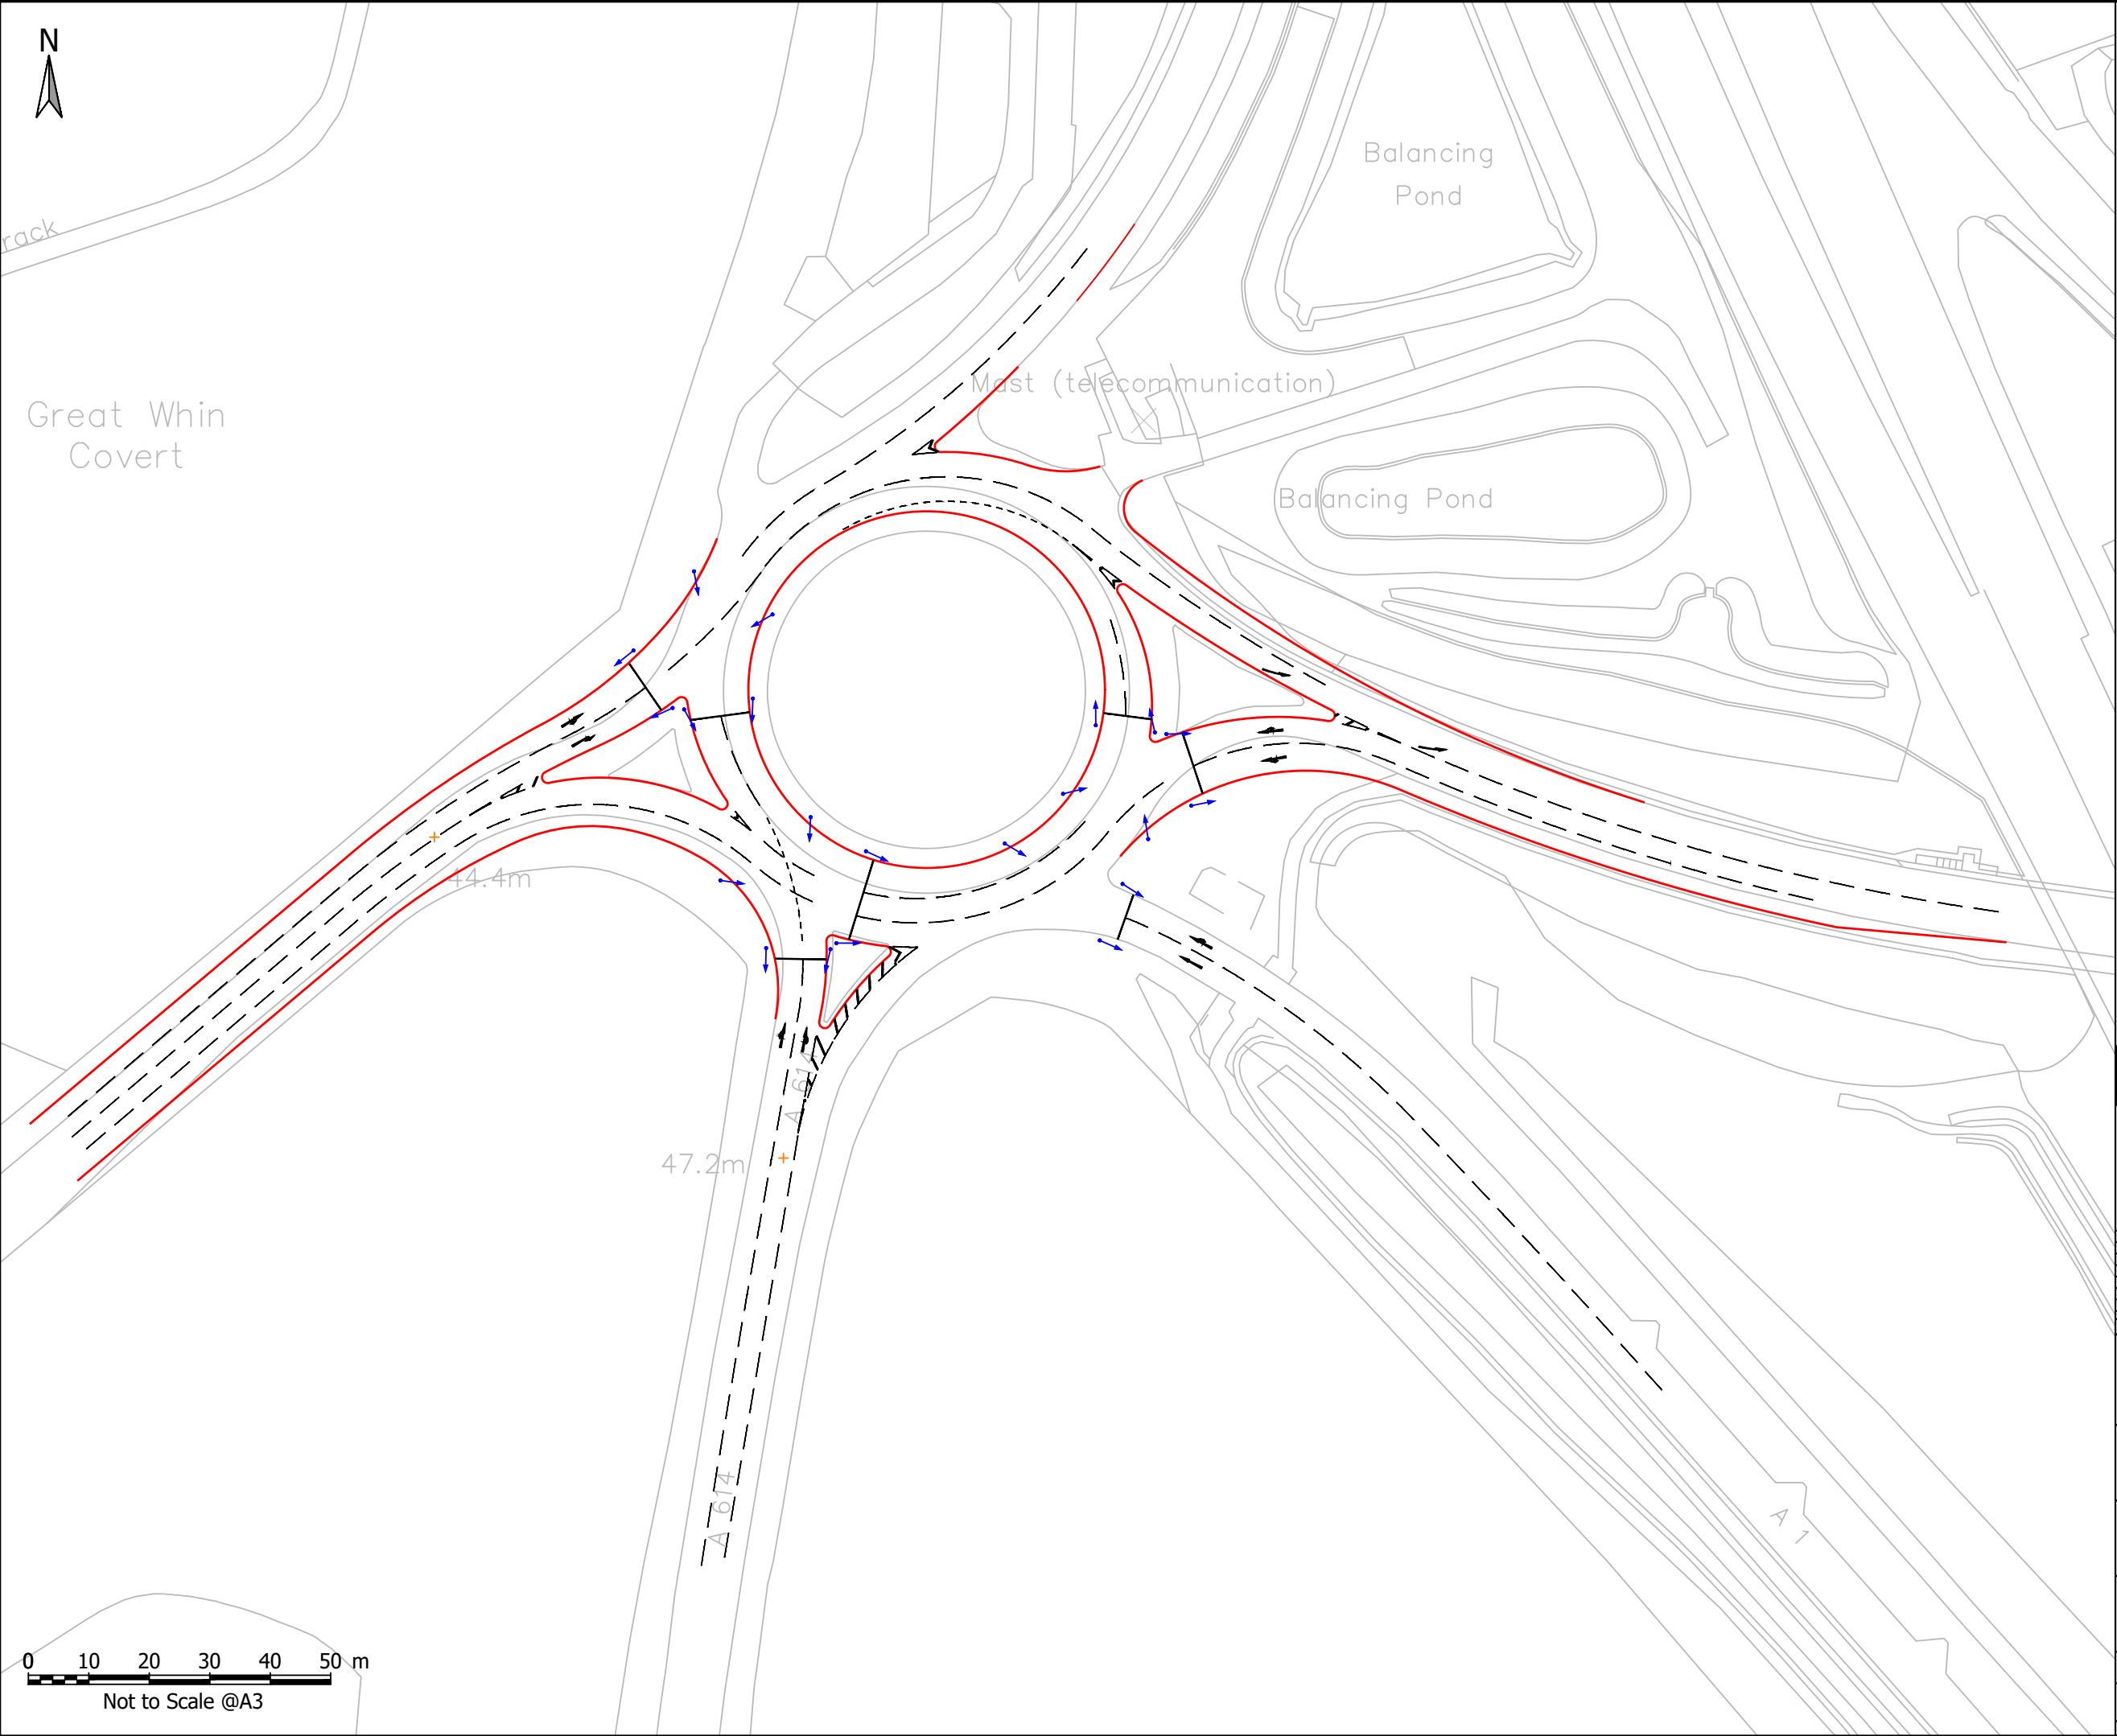 N
Balancing
Pond
rack
Mast (telecommunication)
Great Whin
Covert
Balancing Pond
44.4m
A 614
47.2m
A 614
A 1
0 10 20 30 40 50 m
Not to Scale @A3